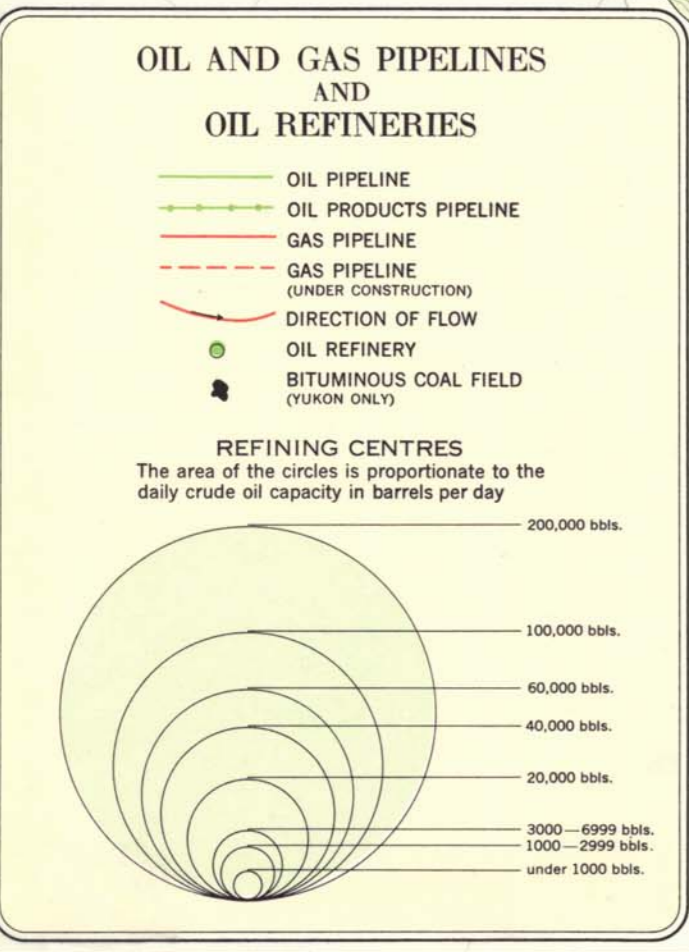 OIL AND GAS PIPELINES
AND
OIL REFINERIES
OIL PIPELINE
OIL PRODUCTS PIPELINE
GAS PIPELINE
GAS PIPELINE
(UNDER CONSTRUCTION)
DIRECTION OF FLOW
OIL REFINERY
BITUMINOUS COAL FIELD
(YUKON ONLY)
REFINING CENTRES
The area of the circles is proportionate to the
daily crude oil capacity in barrels per day
200,000 bbls.
100,000 bbls.
60,000 bbls.
40,000 bbls.
20,000 bbls.
3000—6999 bbls.
1000—2999 bbls.
under 1000 bbls.